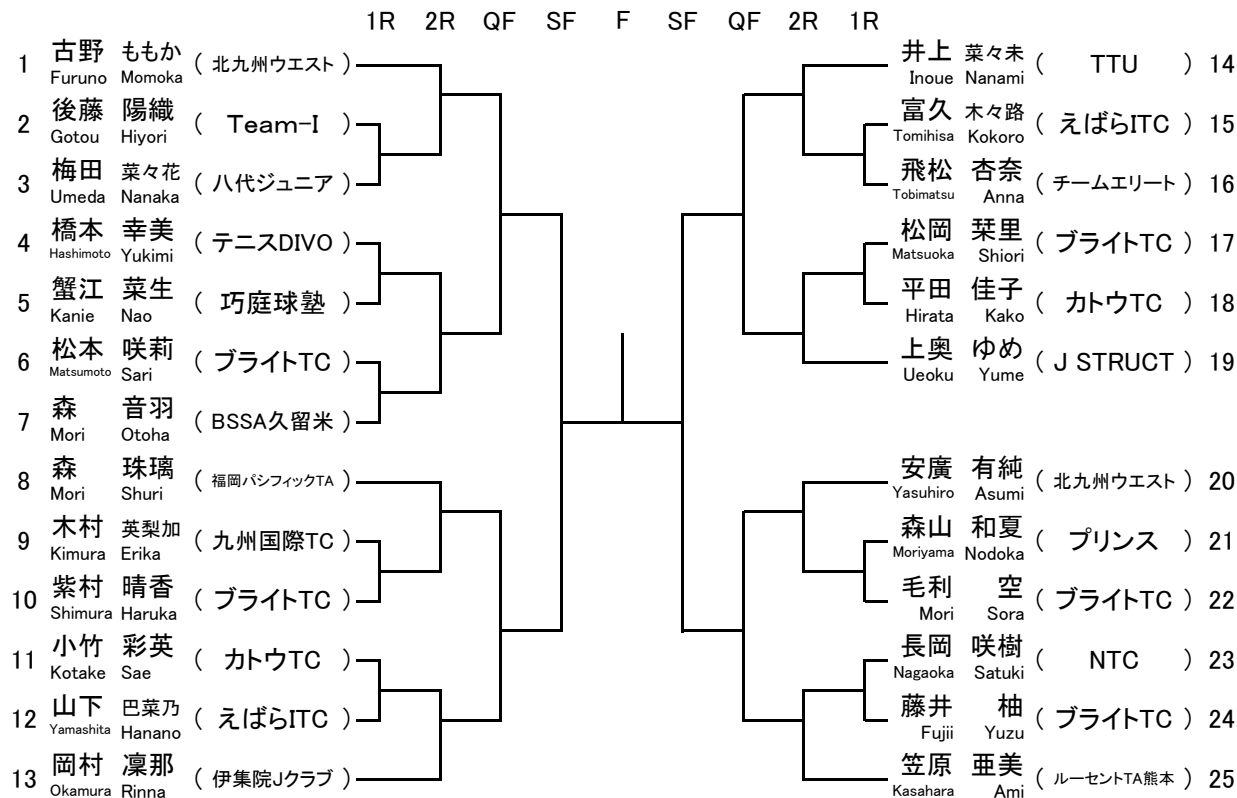 1R 2R QF SF F SF QF 2R 1R
1 古野 ももか ( 北九州ウエスト )
Furuno Momoka
2 後藤 陽織 ( Team-I )
Gotou Hiyori
3 梅田 菜々花 ( 八代ジュニア )
Umeda Nanaka
4 橋本 幸美 ( テニスDIVO )
Hashimoto Yukimi
5 蟹江 菜生 ( 巧庭球塾 )
Kanie Nao
6 松本 咲莉 ( ブライトTC )
Matsumoto Sari
7 森 音羽 ( BSSA久留米 )
Mori Otoha
8 森 珠璃 ( 福岡パシフィックTA )
Mori Shuri
9 木村 英梨加 ( 九州国際TC )
Kimura Erika
10 紫村 晴香 ( ブライトTC )
Shimura Haruka
11 小竹 彩英 ( カトウTC )
Kotake Sae
12 山下 巴菜乃 ( えばらITC )
Yamashita Hanano
13 岡村 凜那 ( 伊集院Jクラブ )
Okamura Rinna
井上 菜々未 ( TTU ) 14
Inoue Nanami
富久 木々路 ( えばらITC ) 15
Tomihisa Kokoro
飛松 杏奈 ( チームエリート ) 16
Tobimatsu Anna
松岡 栞里 ( ブライトTC ) 17
Matsuoka Shiori
平田 佳子 ( カトウTC ) 18
Hirata Kako
上奥 ゆめ ( J STRUCT ) 19
Ueoku Yume
安廣 有純 ( 北九州ウエスト ) 20
Yasuhiro Asumi
森山 和夏 ( プリンス ) 21
Moriyama Nodoka
毛利 空 ( ブライトTC ) 22
Mori Sora
長岡 咲樹 ( NTC ) 23
Nagaoka Satuki
藤井 柚 ( ブライトTC ) 24
Fujii Yuzu
笠原 亜美 ( ルーセントTA熊本 ) 25
Kasahara Ami